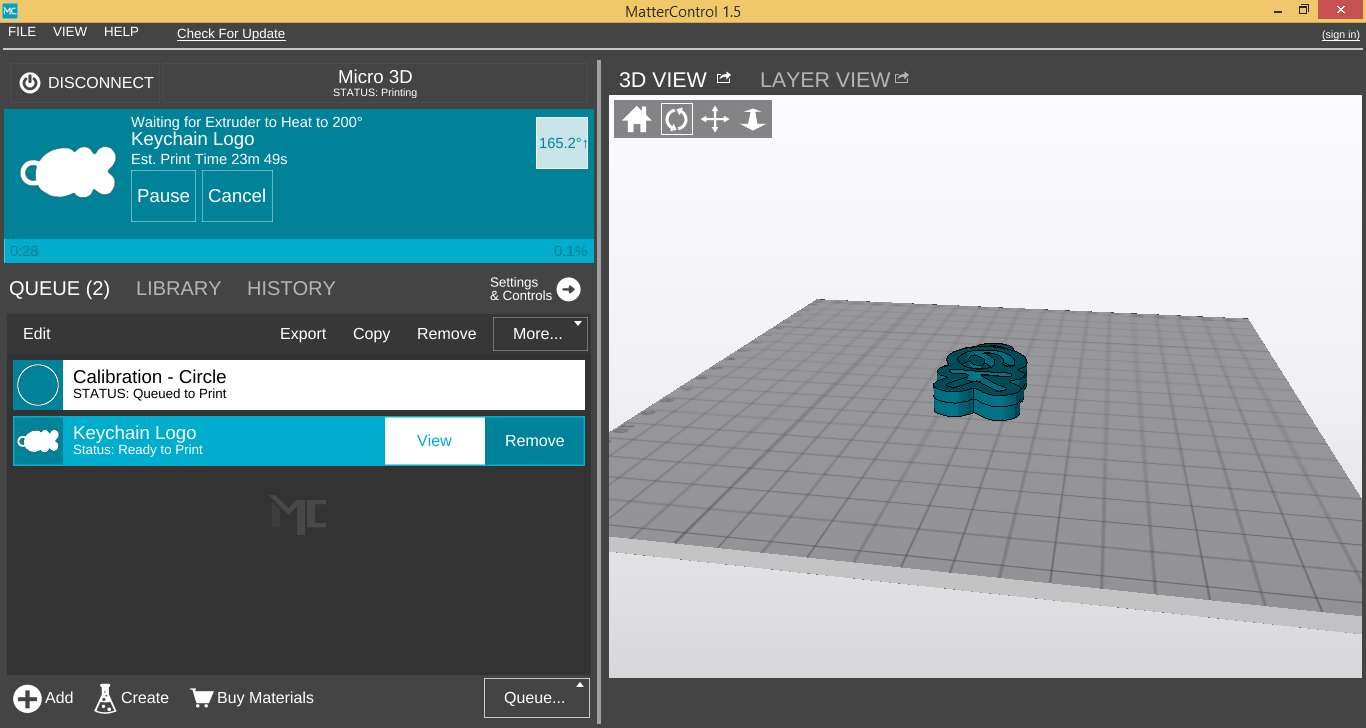 MC
MatterControl 1.5
FILE VIEW HELP Check For Update
(sign in)
DISCONNECT
Micro 3D
STATUS: Printing
Waiting for Extruder to Heat to 200°
Keychain Logo
Est. Print Time 23m 49s
165.2°↑
Pause Cancel
0:28 0.1%
QUEUE (2) LIBRARY HISTORY
Settings
& Controls
Edit Export Copy Remove More...
Calibration - Circle
STATUS: Queued to Print
Keychain Logo
Status: Ready to Print
View Remove
MC
Add Create Buy Materials Queue...
3D VIEW LAYER VIEW